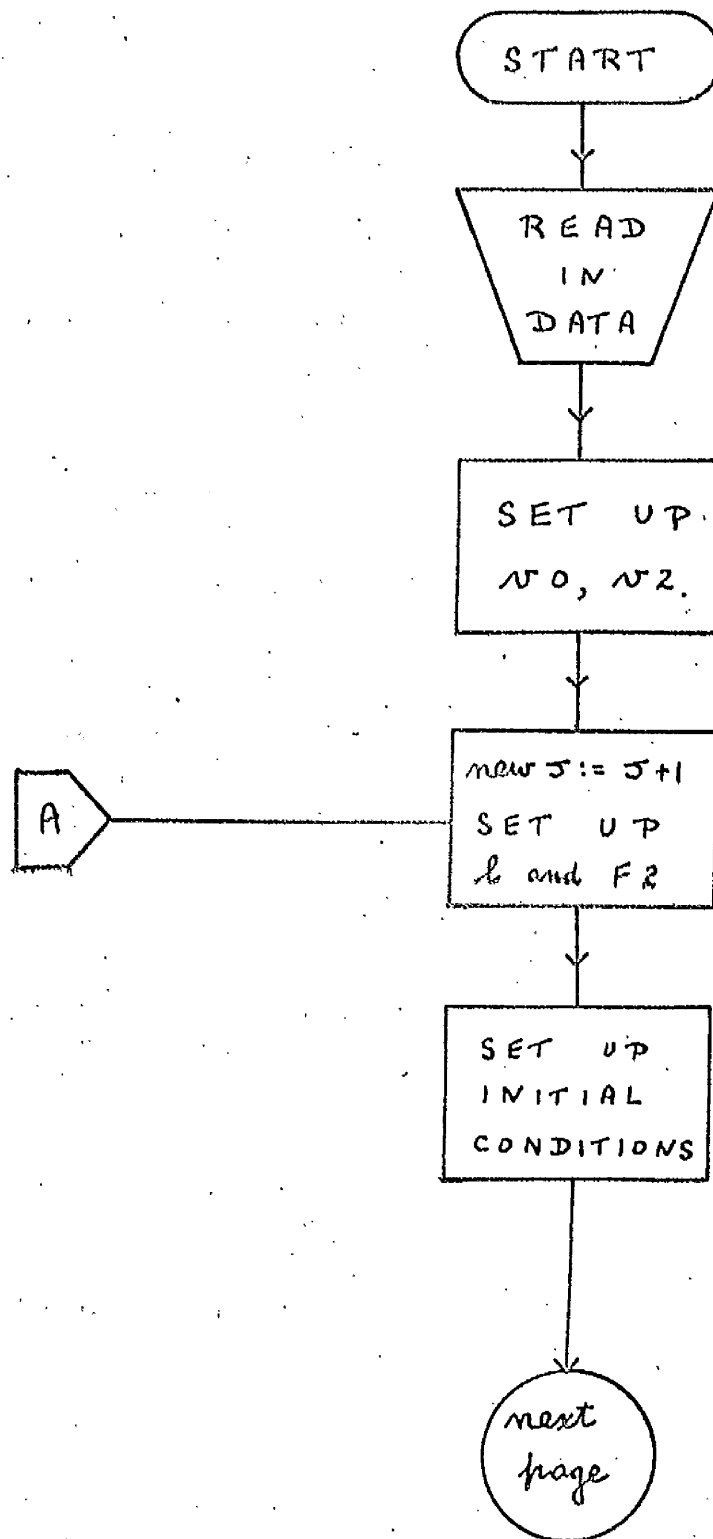 START
READ
IN
DATA
SET UP
v0, v2.
new J := J+1
A
SET UP
and F2
SET UP
INITIAL
CONDITIONS
next
page